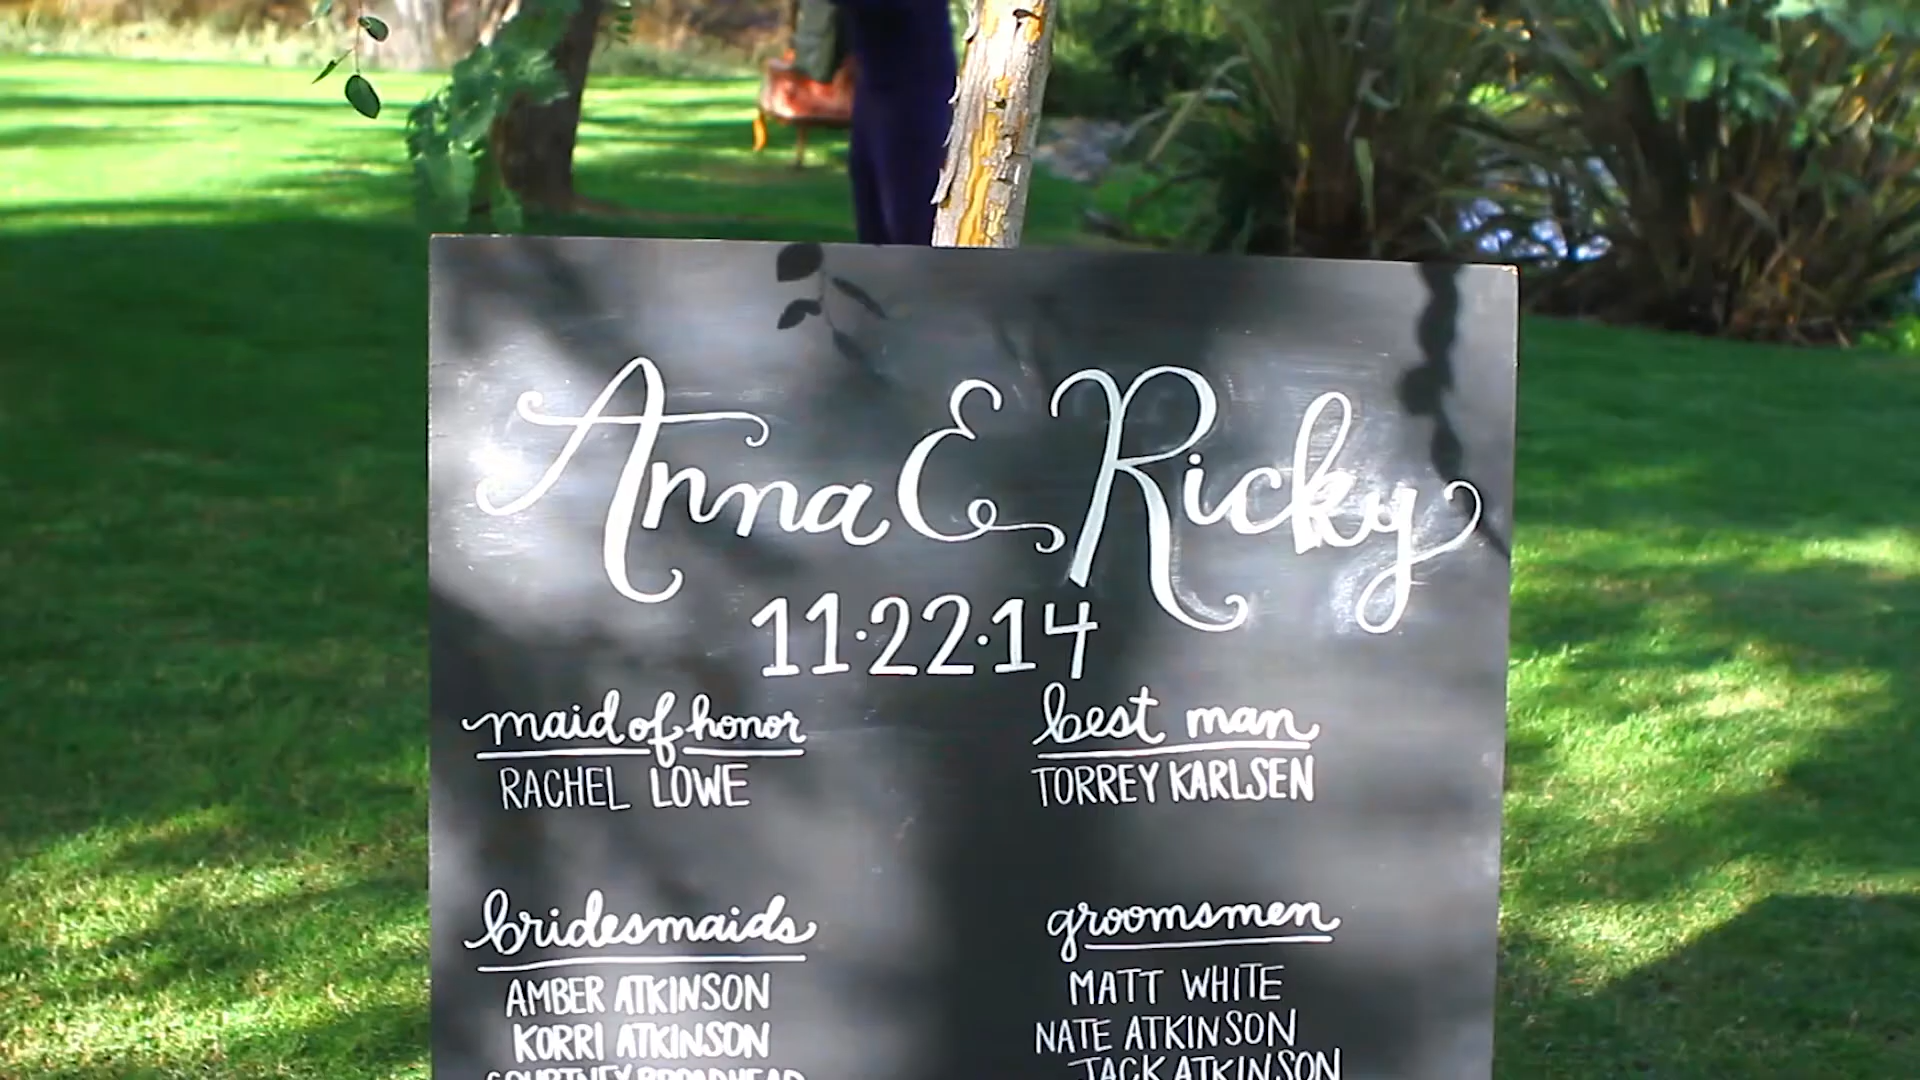 Anna & Ricky
11·22·14
maid of honor
RACHEL LOWE
best man
TORREY KARLSEN
bridesmaids
AMBER ATKINSON
KORRI ATKINSON
groomsmen
MATT WHITE
NATE ATKINSON
JACK ATKINSON